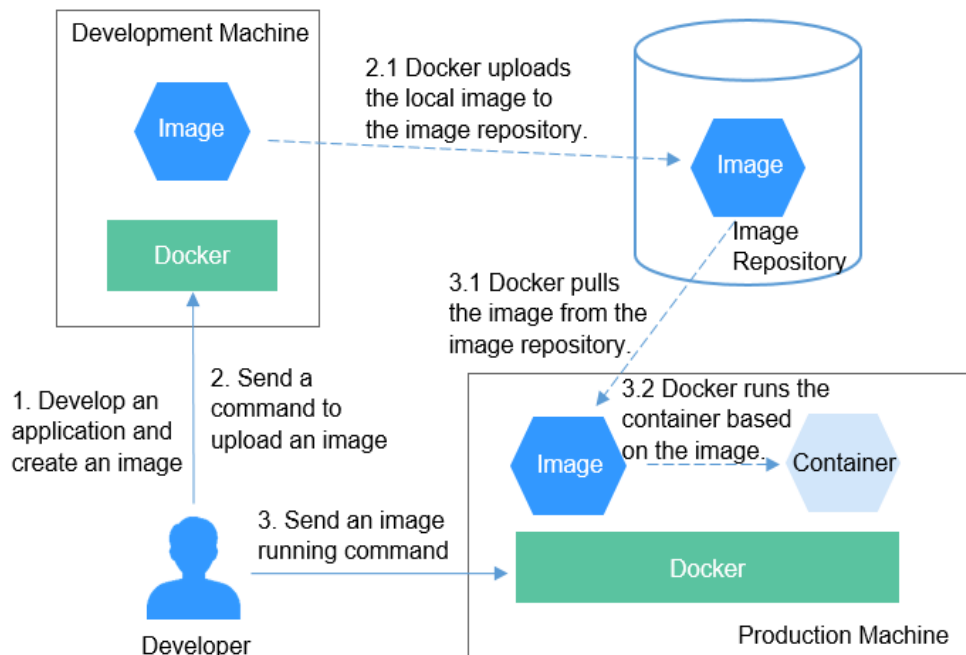 Development Machine
Image
Docker
2.1 Docker uploads
the local image to
the image repository.
Image
Image
Repository
3.1 Docker pulls
the image from the
image repository.
1. Develop an
application and
create an image
2. Send a
command to
upload an image
3.2 Docker runs the
container based
on the image.
Image
Container
3. Send an image
running command
Docker
Developer
Production Machine